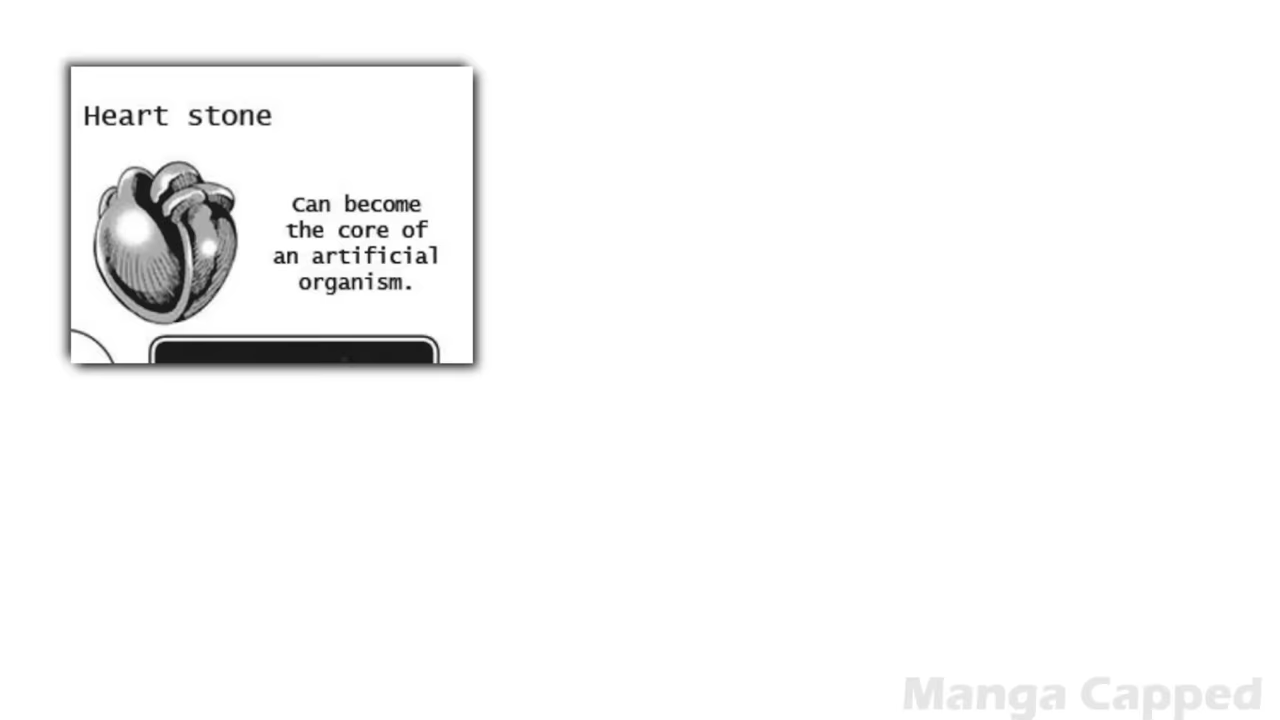 Heart stone
Can become
the core of
an artificial
organism.
Manga Capped